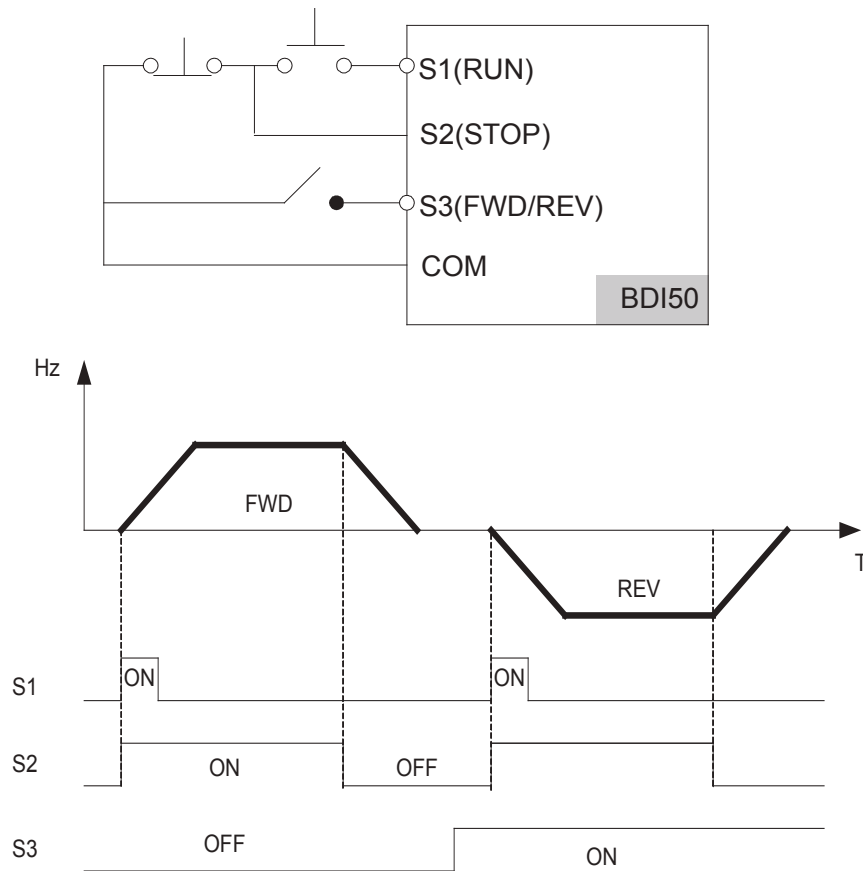 S1(RUN)
S2(STOP)
S3(FWD/REV)
COM
BDI50
Hz
FWD
T
REV
S1
ON
ON
S2
ON
OFF
S3
OFF
ON